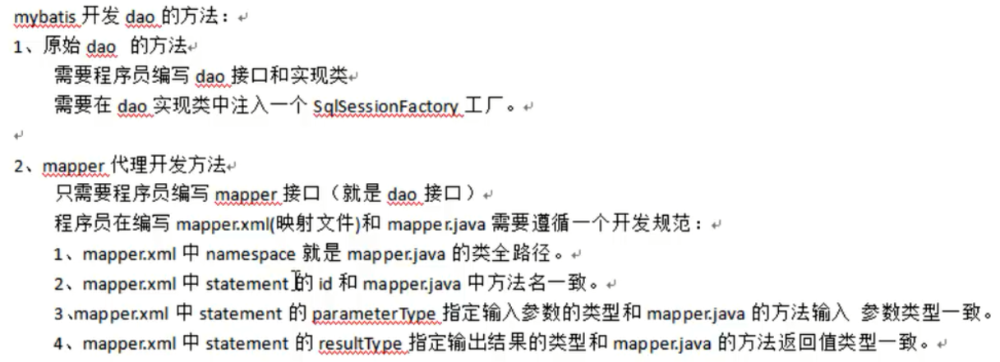 mybatis 开发 dao 的方法：
1、原始 dao 的方法
需要程序员编写 dao 接口和实现类
需要在 dao 实现类中注入一个 SqlSessionFactory 工厂。
2、mapper 代理开发方法
只需要程序员编写 mapper 接口（就是 dao 接口）
程序员在编写 mapper.xml(映射文件)和 mapper.java 需要遵循一个开发规范：
1、mapper.xml 中 namespace 就是 mapper.java 的类全路径。
2、mapper.xml 中 statement 的 id 和 mapper.java 中方法名一致。
3、mapper.xml 中 statement 的 parameterType 指定输入参数的类型和 mapper.java 的方法输入 参数类型一致。
4、mapper.xml 中 statement 的 resultType 指定输出结果的类型和 mapper.java 的方法返回值类型一致。